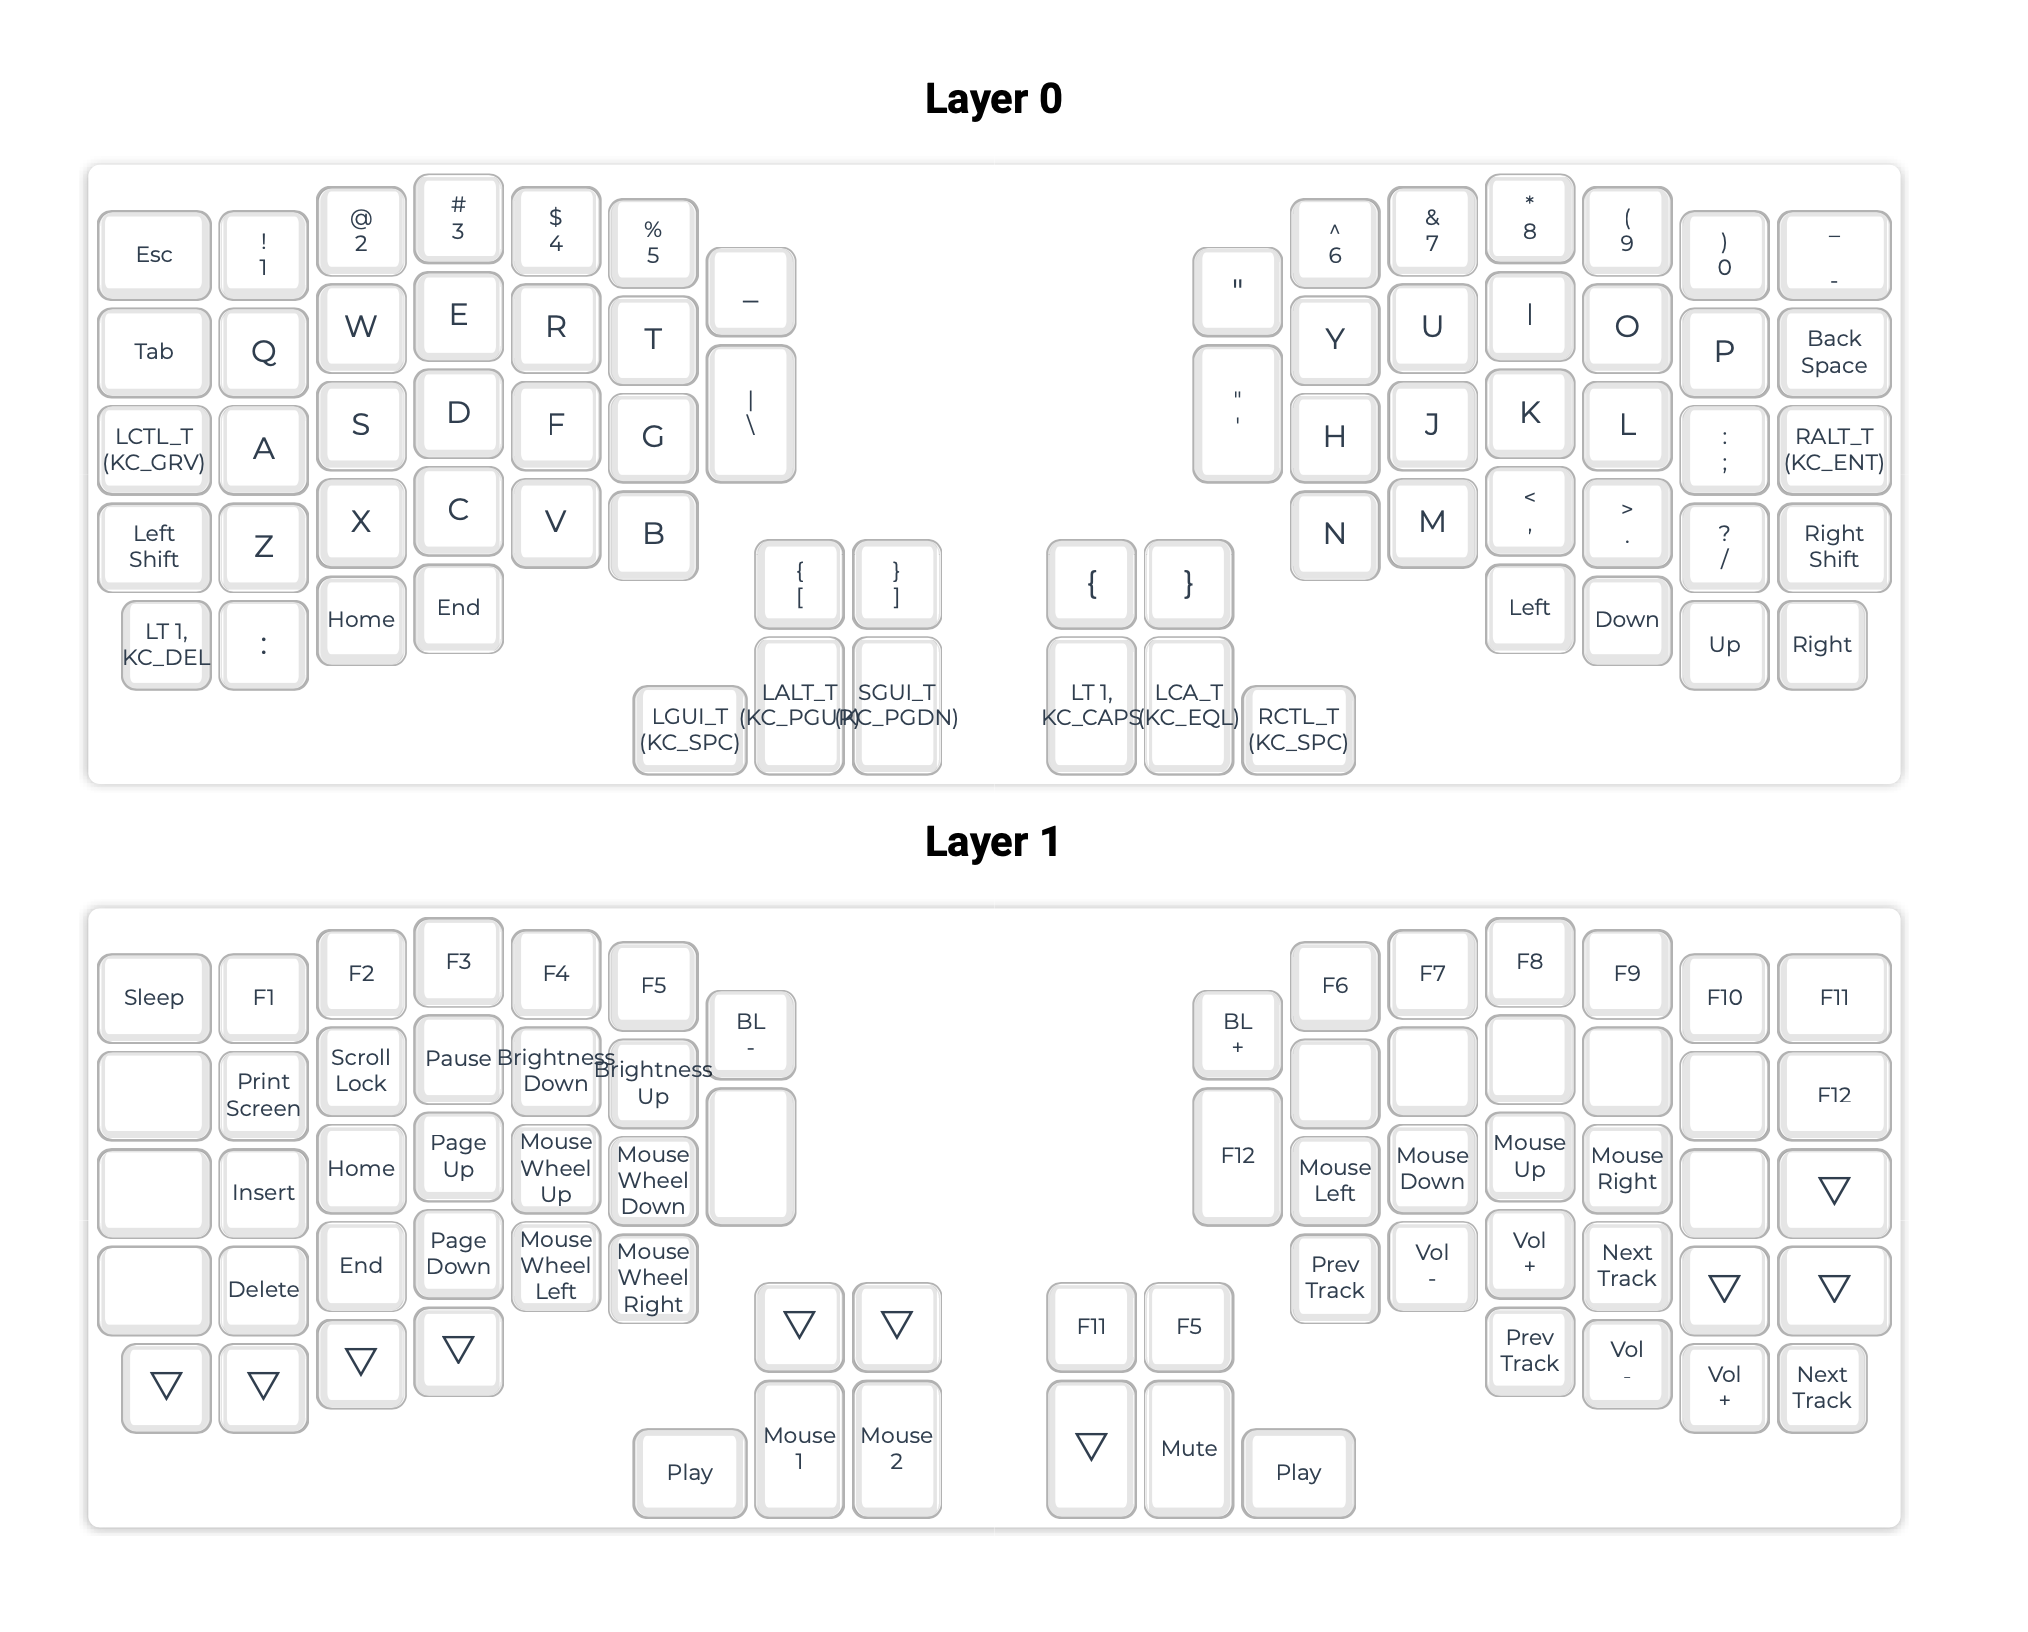 Layer 0
Esc
!
1
@
2
#
3
$
4
%
5
_
"
^
6
&
7
*
8
(
9
)
0
_
-
Tab
Q
W
E
R
T
|
\
"
'
Y
U
I
O
P
Back
Space
LCTL_T
(KC_GRV)
A
S
D
F
G
H
J
K
L
:
;
RALT_T
(KC_ENT)
Left
Shift
Z
X
C
V
B
N
M
<
,
>
.
?
/
Right
Shift
LT 1,
KC_DEL
:
Home
End
{
[
}
]
{
}
Left
Down
Up
Right
LGUI_T
(KC_SPC)
LALT_T
(KC_PGUP)
SGUI_T
(KC_PGDN)
LT 1,
KC_CAPS
LCA_T
(KC_EQL)
RCTL_T
(KC_SPC)
Layer 1
Sleep
F1
F2
F3
F4
F5
BL
-
BL
+
F6
F7
F8
F9
F10
F11
Print
Screen
Scroll
Lock
Pause
Brightness
Down
Brightness
Up
F12
F12
Insert
Home
Page
Up
Mouse
Wheel
Up
Mouse
Wheel
Down
Mouse
Left
Mouse
Down
Mouse
Up
Mouse
Right
▽
Delete
End
Page
Down
Mouse
Wheel
Left
Mouse
Wheel
Right
Prev
Track
Vol
-
Vol
+
Next
Track
▽
▽
▽
▽
▽
▽
▽
▽
F11
F5
Prev
Track
Vol
-
Vol
+
Next
Track
Play
Mouse
1
Mouse
2
▽
Mute
Play